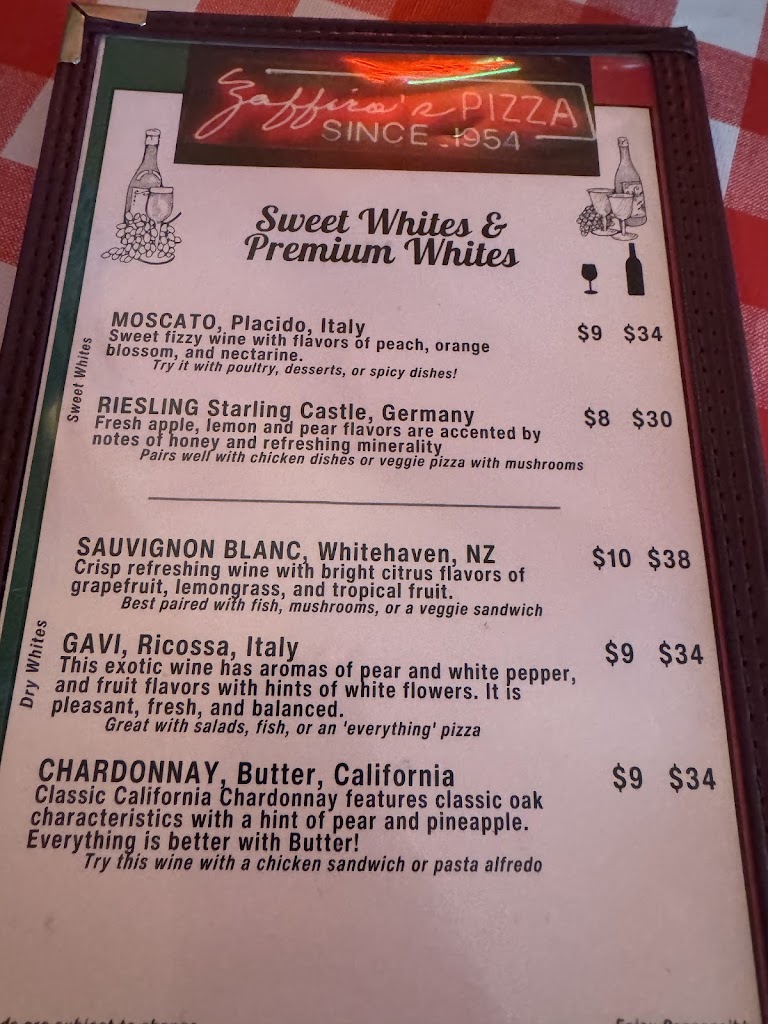 Zaffiro's PIZZA
SINCE 1954
Sweet Whites &
Premium Whites
Sweet Whites
MOSCATO, Placido, Italy $9 $34
Sweet fizzy wine with flavors of peach, orange
blossom, and nectarine.
Try it with poultry, desserts, or spicy dishes!
RIESLING Starling Castle, Germany $8 $30
Fresh apple, lemon and pear flavors are accented by
notes of honey and refreshing minerality
Pairs well with chicken dishes or veggie pizza with mushrooms
Dry Whites
SAUVIGNON BLANC, Whitehaven, NZ $10 $38
Crisp refreshing wine with bright citrus flavors of
grapefruit, lemongrass, and tropical fruit.
Best paired with fish, mushrooms, or a veggie sandwich
GAVI, Ricossa, Italy $9 $34
This exotic wine has aromas of pear and white pepper,
and fruit flavors with hints of white flowers. It is
pleasant, fresh, and balanced.
Great with salads, fish, or an 'everything' pizza
CHARDONNAY, Butter, California $9 $34
Classic California Chardonnay features classic oak
characteristics with a hint of pear and pineapple.
Everything is better with Butter!
Try this wine with a chicken sandwich or pasta alfredo
are subject to change